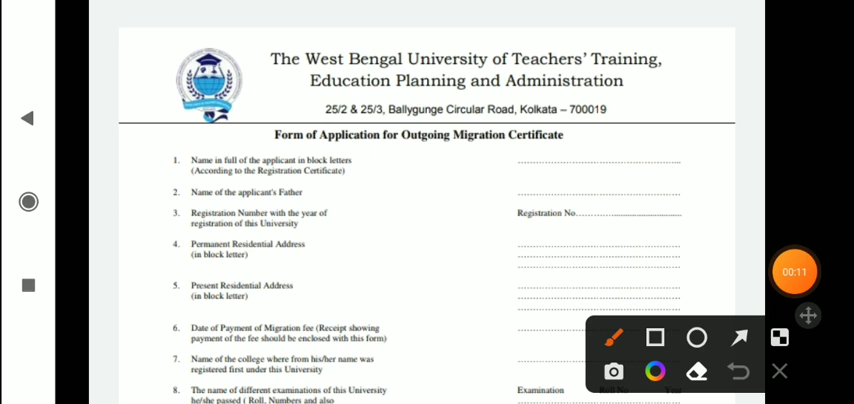 The West Bengal University of Teachers' Training,
Education Planning and Administration
25/2 & 25/3, Ballygunge Circular Road, Kolkata – 700019
Form of Application for Outgoing Migration Certificate
1. Name in full of the applicant in block letters
(According to the Registration Certificate)
2. Name of the applicant's Father
3. Registration Number with the year of Registration No.
registration of this University
4. Permanent Residential Address
(in block letter)
5. Present Residential Address
(in block letter)
6. Date of Payment of Migration fee (Receipt showing
payment of the fee should be enclosed with this form)
7. Name of the college where from his/her name was
registered first under this University
8. The name of different examinations of this University Examination Roll No Year
he/she passed ( Roll, Numbers and also
00:11